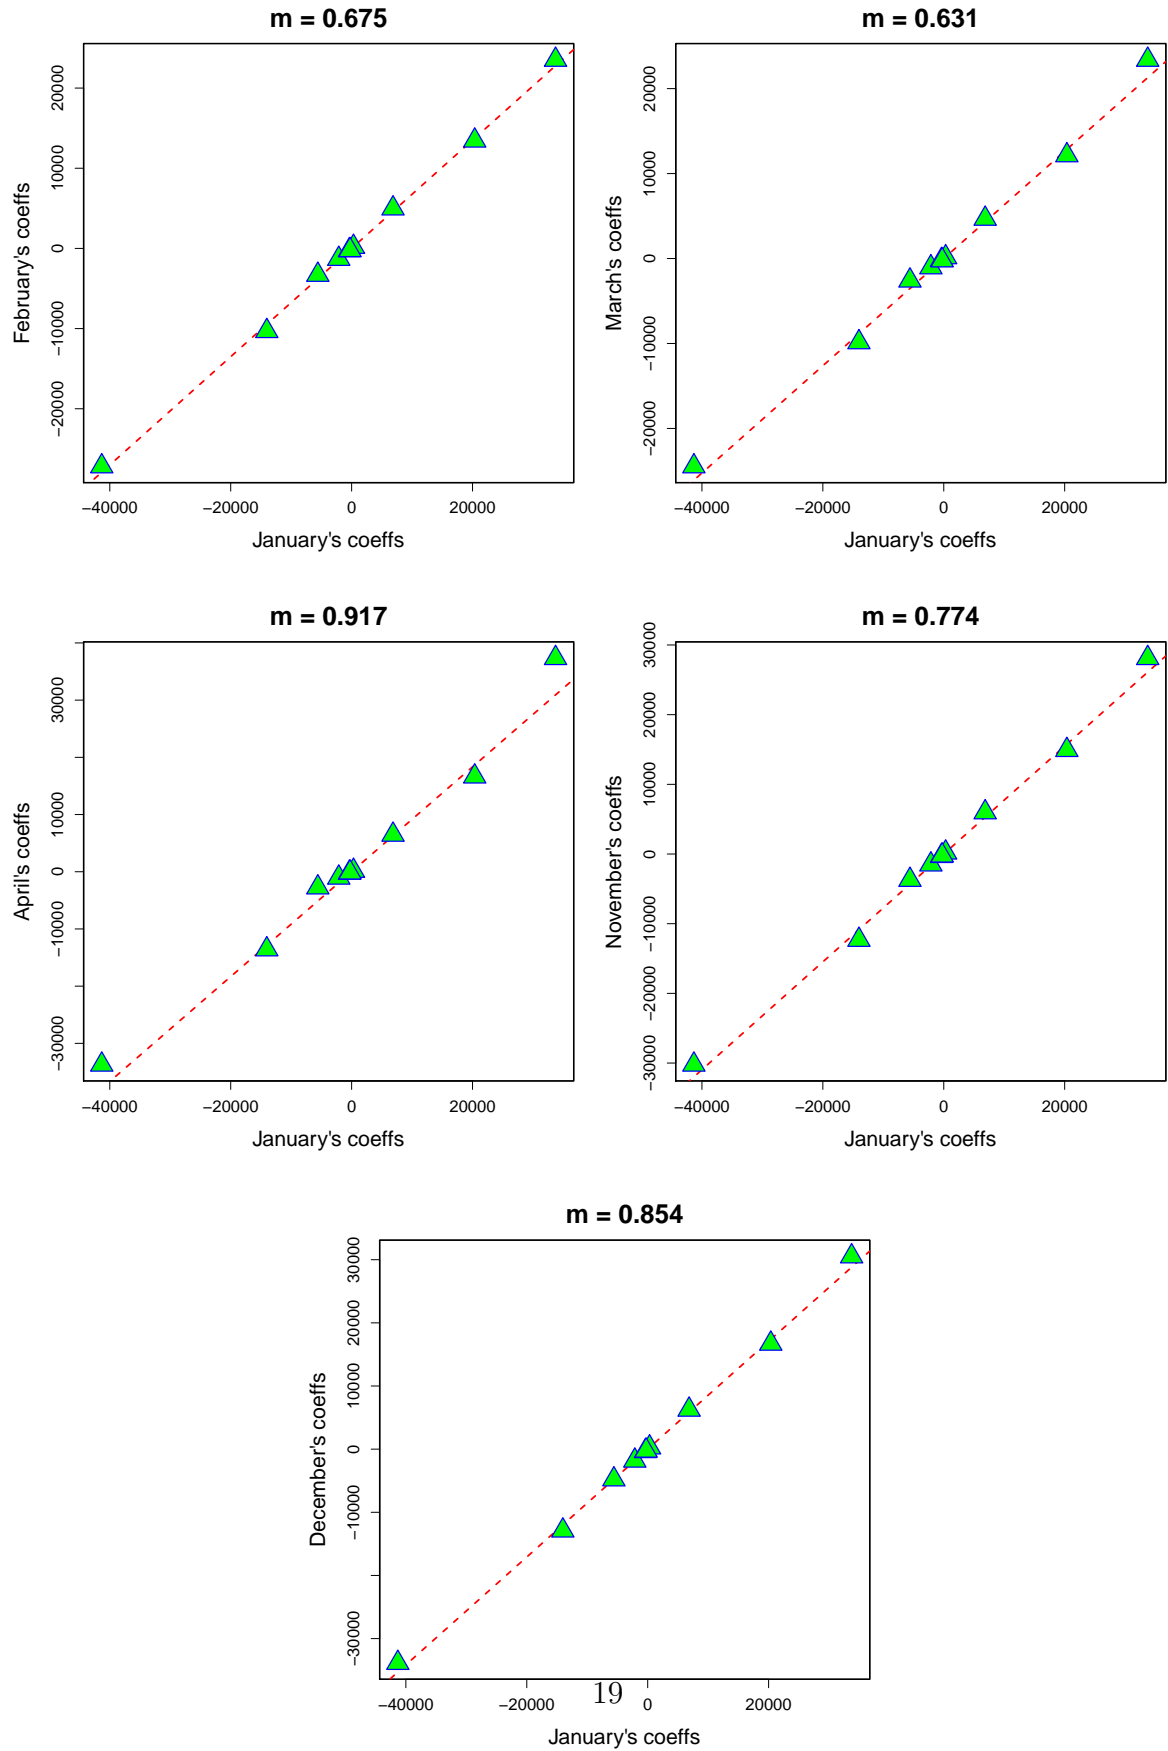 m = 0.675
February's coeffs
20000
10000
0
−10000
−20000
−40000 −20000 0 20000
January's coeffs
m = 0.631
March's coeffs
20000
10000
0
−10000
−20000
−40000 −20000 0 20000
January's coeffs
m = 0.917
April's coeffs
30000
10000
0
−10000
−30000
−40000 −20000 0 20000
January's coeffs
m = 0.774
November's coeffs
30000
20000
10000
0
−10000
−20000
−30000
−40000 −20000 0 20000
January's coeffs
m = 0.854
December's coeffs
30000
20000
10000
0
−10000
−30000
−40000 −20000 0 20000
January's coeffs
19